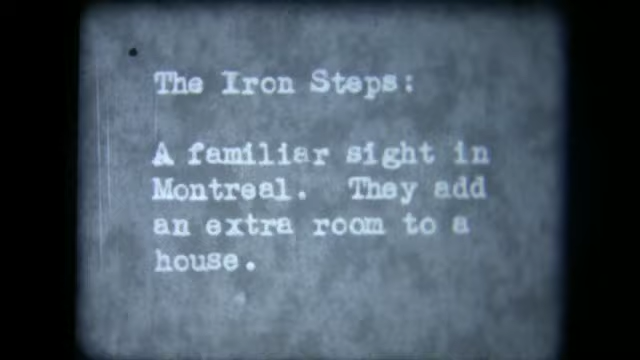 The Iron Steps:
A familiar sight in
Montreal. They add
an extra room to a
house.